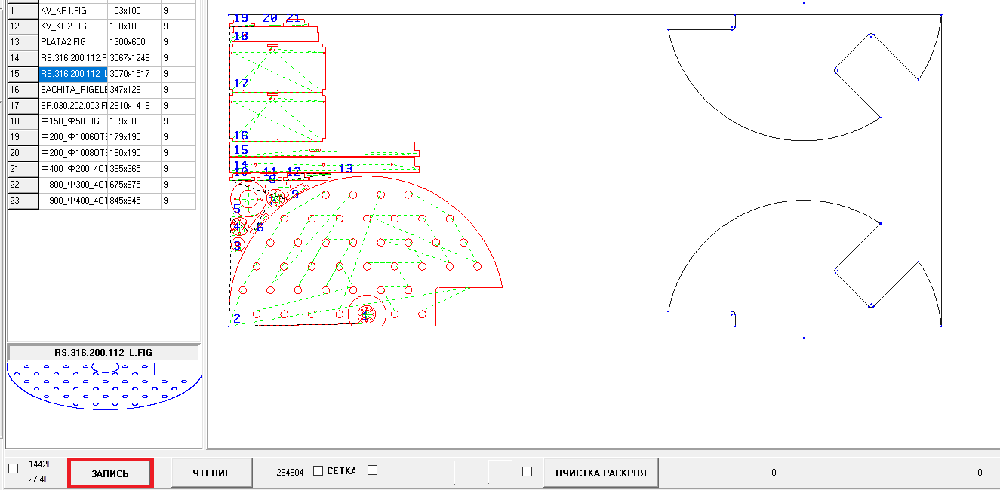 11 KV_KR1.FIG 103x100 9
12 KV_KR2.FIG 100x100 9
13 PLATA2.FIG 1300x650 9
14 RS.316.200.112.F 3067x1249 9
15 RS.316.200.112_L 3070x1517 9
16 SACHITA_RIGELE 347x128 9
17 SP.030.202.003.FI 2610x1419 9
18 Ф150_Ф50.FIG 109x80 9
19 Ф200_Ф1006ОТЕ 179x190 9
20 Ф200_Ф1008ОТЕ 190x190 9
21 Ф400_Ф200_4ОТ 365x365 9
22 Ф800_Ф300_4ОТ 675x675 9
23 Ф900_Ф400_4ОТ 845x845 9
RS.316.200.112_L.FIG
19 20 21
18
17
16
15
14 13
10 11 12
8
7 9
5
4 6
3
2 1
1442
27.4
ЗАПИСЬ
ЧТЕНИЕ
264804
СЕТКА
ОЧИСТКА РАСКРОЯ
0
0